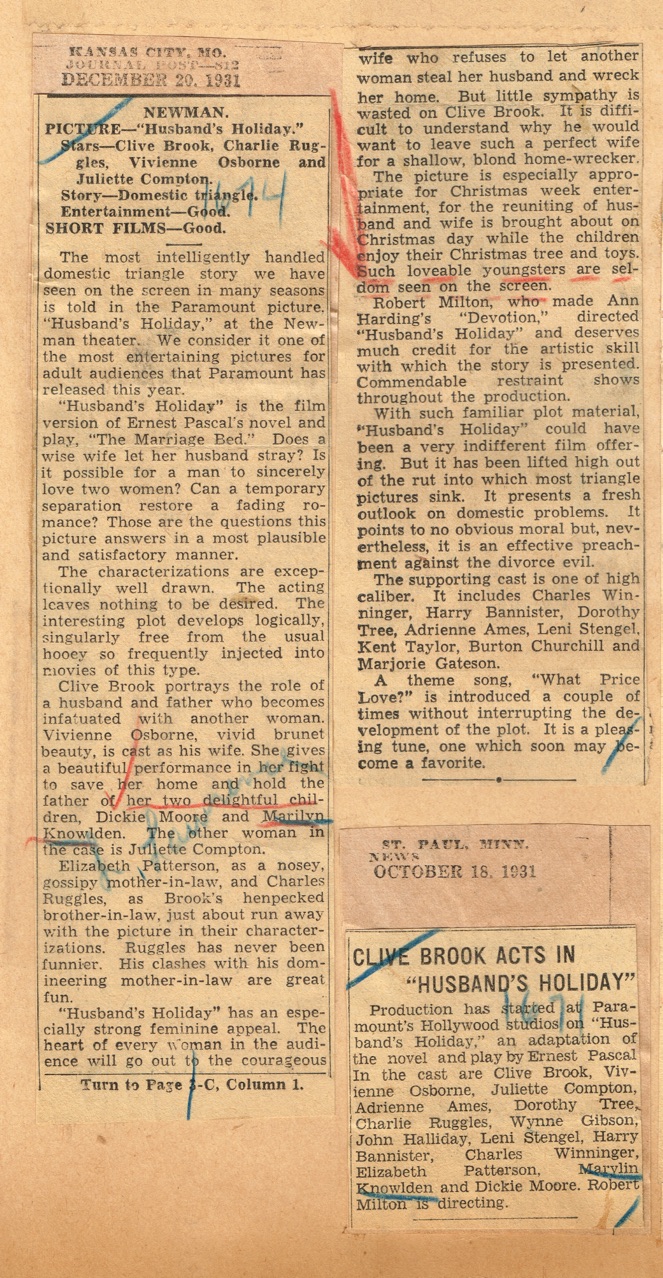 KANSAS CITY, MO.
JOURNAL POST—812
DECEMBER 20, 1931
NEWMAN.
PICTURE—"Husband's Holiday."
Stars—Clive Brook, Charlie Rug-
gles, Vivienne Osborne and
Juliette Compton.
Story—Domestic triangle.
Entertainment—Good.
SHORT FILMS—Good.
The most intelligently handled
domestic triangle story we have
seen on the screen in many seasons
is told in the Paramount picture,
"Husband's Holiday," at the New-
man theater. We consider it one of
the most entertaining pictures for
adult audiences that Paramount has
released this year.
"Husband's Holiday" is the film
version of Ernest Pascal's novel and
play, "The Marriage Bed." Does a
wise wife let her husband stray? Is
it possible for a man to sincerely
love two women? Can a temporary
separation restore a fading ro-
mance? Those are the questions this
picture answers in a most plausible
and satisfactory manner.
The characterizations are excep-
tionally well drawn. The acting
leaves nothing to be desired. The
interesting plot develops logically,
singularly free from the usual
hooey so frequently injected into
movies of this type.
Clive Brook portrays the role of
a husband and father who becomes
infatuated with another woman.
Vivienne Osborne, vivid brunet
beauty, is cast as his wife. She gives
a beautiful performance in her fight
to save her home and hold the
father of her two delightful chil-
dren, Dickie Moore and Marilyn
Knowlden. The other woman in
the case is Juliette Compton.
Elizabeth Patterson, as a nosey,
gossipy mother-in-law, and Charles
Ruggles, as Brook's henpecked
brother-in-law, just about run away
with the picture in their character-
izations. Ruggles has never been
funnier. His clashes with his dom-
ineering mother-in-law are great
fun.
"Husband's Holiday" has an espe-
cially strong feminine appeal. The
heart of every woman in the audi-
ence will go out to the courageous
Turn to Page 3-C, Column 1.
wife who refuses to let another
woman steal her husband and wreck
her home. But little sympathy is
wasted on Clive Brook. It is diffi-
cult to understand why he would
want to leave such a perfect wife
for a shallow, blond home-wrecker.
The picture is especially appro-
priate for Christmas week enter-
tainment, for the reuniting of hus-
band and wife is brought about on
Christmas day while the children
enjoy their Christmas tree and toys.
Such loveable youngsters are sel-
dom seen on the screen.
Robert Milton, who made Ann
Harding's "Devotion," directed
"Husband's Holiday" and deserves
much credit for the artistic skill
with which the story is presented.
Commendable restraint shows
throughout the production.
With such familiar plot material,
"Husband's Holiday" could have
been a very indifferent film offer-
ing. But it has been lifted high out
of the rut into which most triangle
pictures sink. It presents a fresh
outlook on domestic problems. It
points to no obvious moral but, nev-
ertheless, it is an effective preach-
ment against the divorce evil.
The supporting cast is one of high
caliber. It includes Charles Win-
ninger, Harry Bannister, Dorothy
Tree, Adrienne Ames, Leni Stengel,
Kent Taylor, Burton Churchill and
Marjorie Gateson.
A theme song, "What Price
Love?" is introduced a couple of
times without interrupting the de-
velopment of the plot. It is a pleas-
ing tune, one which soon may be-
come a favorite.
ST. PAUL, MINN.
NEWS
OCTOBER 18, 1931
CLIVE BROOK ACTS IN
"HUSBAND'S HOLIDAY"
Production has started at Para-
mount's Hollywood studios on "Hus-
band's Holiday," an adaptation of
the novel and play by Ernest Pascal
In the cast are Clive Brook, Viv-
ienne Osborne, Juliette Compton,
Adrienne Ames, Dorothy Tree,
Charlie Ruggles, Wynne Gibson,
John Halliday, Leni Stengel, Harry
Bannister, Charles Winninger,
Elizabeth Patterson, Marylin
Knowlden and Dickie Moore. Robert
Milton is directing.